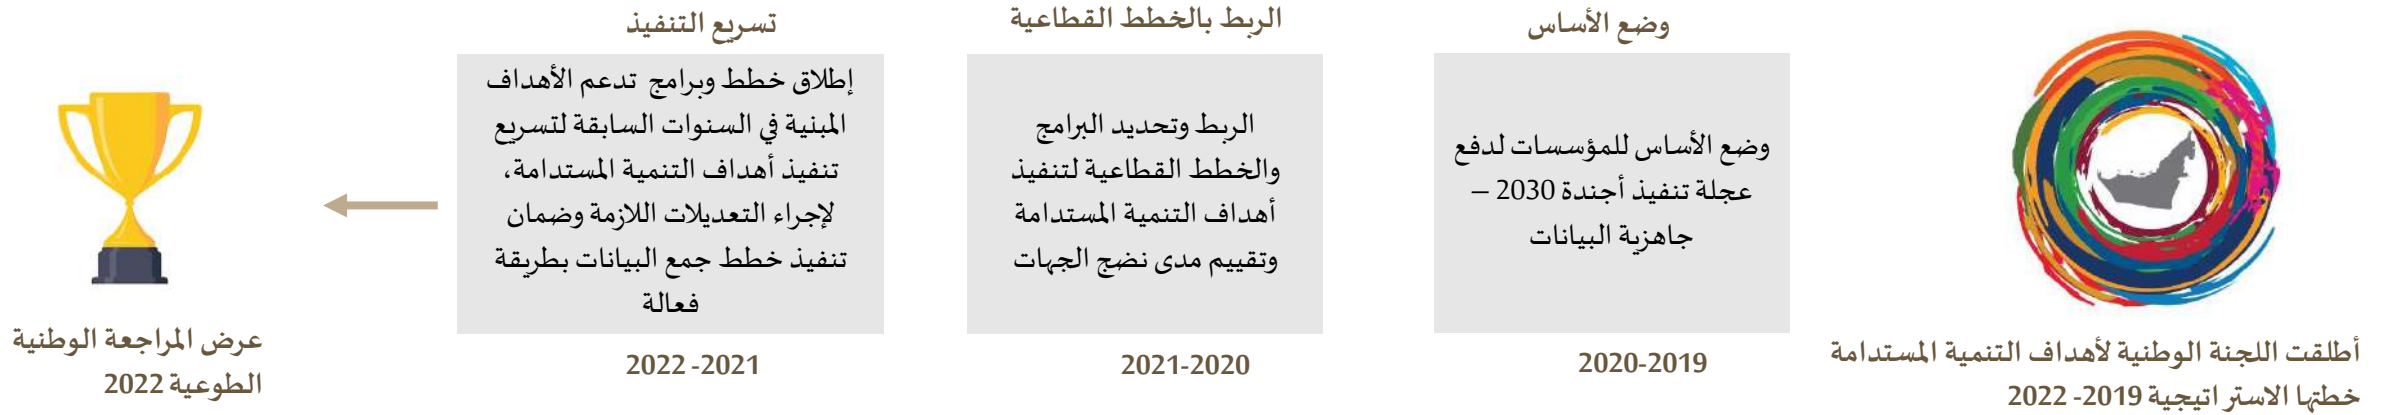 أطلقت اللجنة الوطنية لأهداف التنمية المستدامة
خطتها الاستراتيجية 2019- 2022
وضع الأساس
وضع الأساس للمؤسسات لدفع
عجلة تنفيذ أجندة 2030 –
جاهزية البيانات
2020-2019
الربط بالخطط القطاعية
الربط وتحديد البرامج
والخطط القطاعية لتنفيذ
أهداف التنمية المستدامة
وتقييم مدى نضج الجهات
2021-2020
تسريع التنفيذ
إطلاق خطط وبرامج تدعم الأهداف
المبنية في السنوات السابقة لتسريع
تنفيذ أهداف التنمية المستدامة،
لإجراء التعديلات اللازمة وضمان
تنفيذ خطط جمع البيانات بطريقة
فعالة
2022 -2021
عرض المراجعة الوطنية
الطوعية 2022